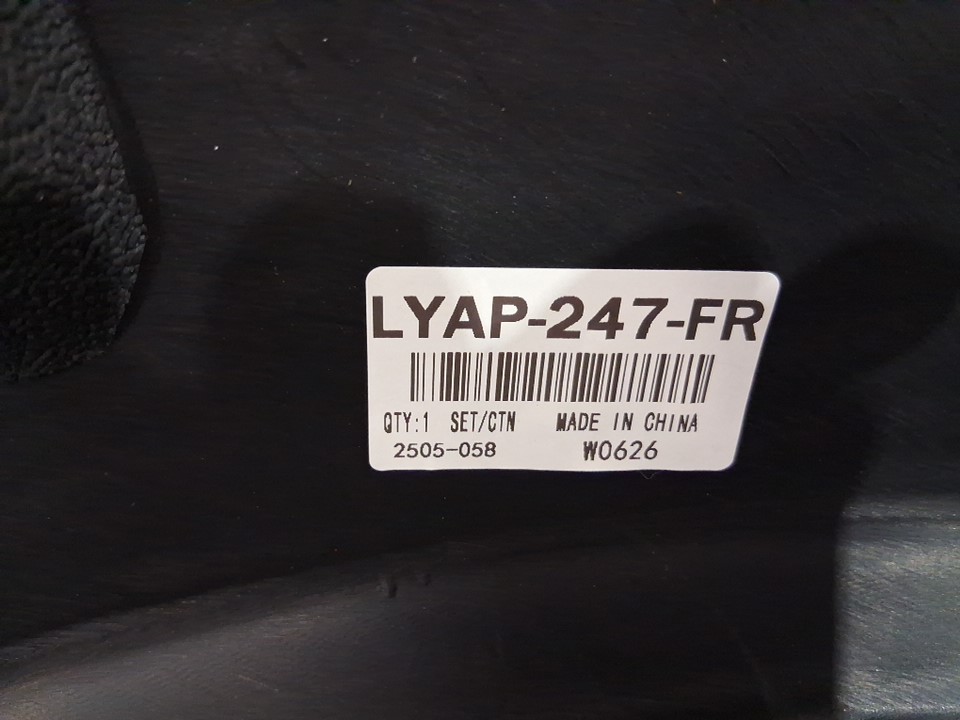 LYAP-247-FR
QTY:1 SET/CTN MADE IN CHINA
2505-058 W0626